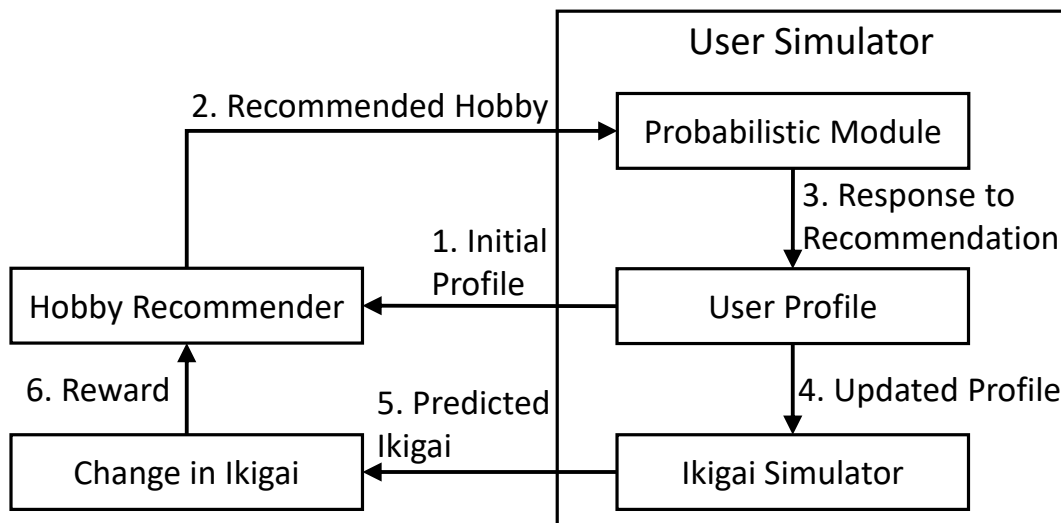 User Simulator
2. Recommended Hobby
Probabilistic Module
3. Response to
Recommendation
1. Initial
Profile
Hobby Recommender
User Profile
6. Reward
5. Predicted
Ikigai
4. Updated Profile
Change in Ikigai
Ikigai Simulator